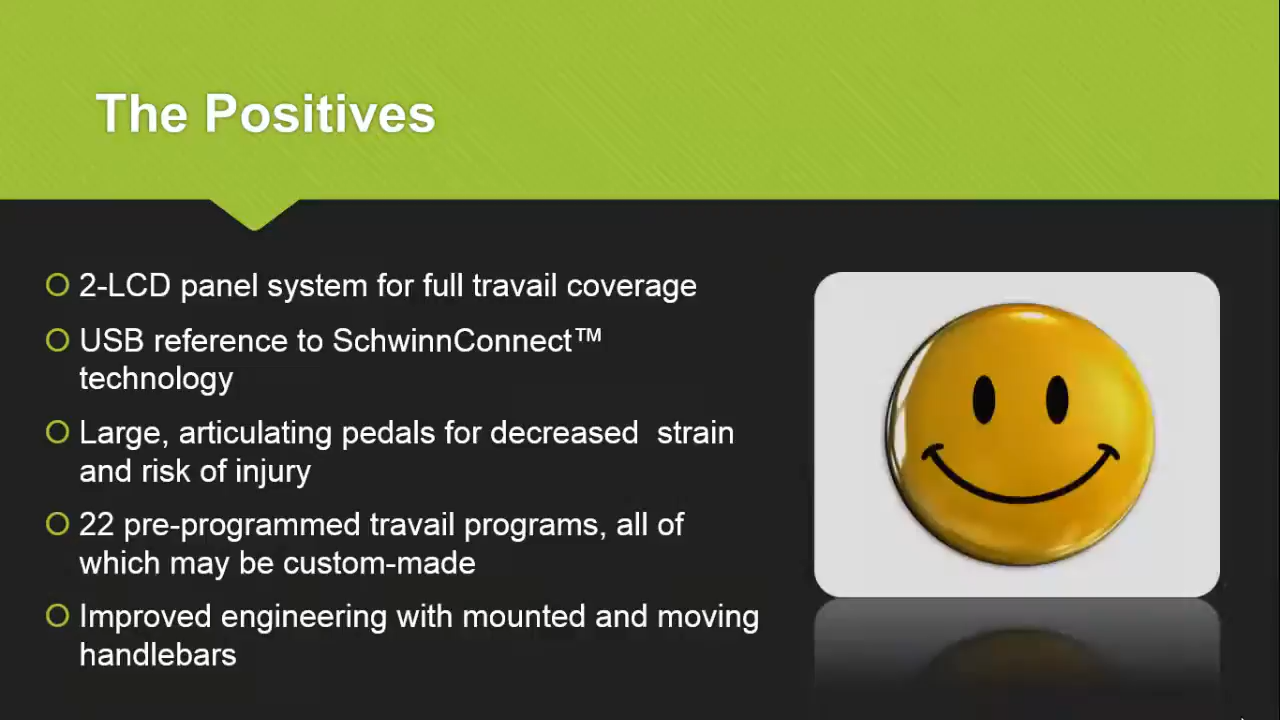 The Positives
2-LCD panel system for full travail coverage
USB reference to SchwinnConnect™
technology
Large, articulating pedals for decreased  strain
and risk of injury
22 pre-programmed travail programs, all of
which may be custom-made
Improved engineering with mounted and moving
handlebars